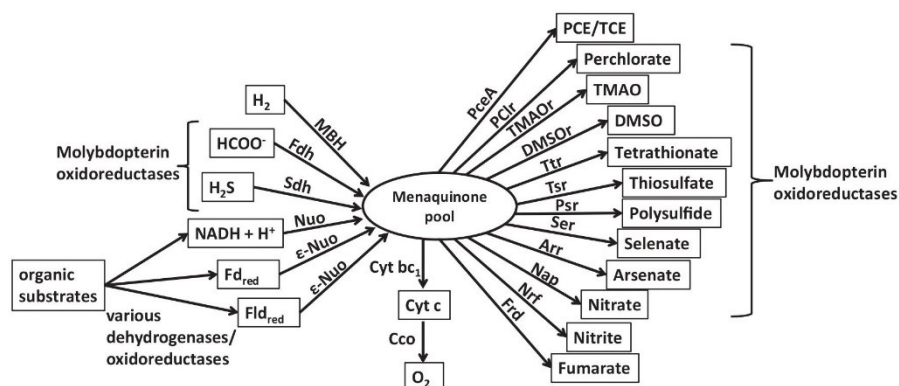 PCE/TCE
Perchlorate
TMAO
DMSO
Tetrathionate
Thiosulfate
Polysulfide
Selenate
Arsenate
Nitrate
Nitrite
Fumarate
Molybdopterin
oxidoreductases
PceA
PClr
TMAOr
DMSOr
Ttr
Tsr
Psr
Ser
Arr
Nap
Nrf
Frd
H₂
MBH
Molybdopterin
oxidoreductases
HCOO⁻
Fdh
H₂S
Sdh
Menaquinone
pool
NADH + H⁺
Nuo
organic
substrates
Fd_red
ε-Nuo
Fld_red
ε-Nuo
various
dehydrogenases/
oxidoreductases
Cyt bc₁
Cyt c
Cco
O₂